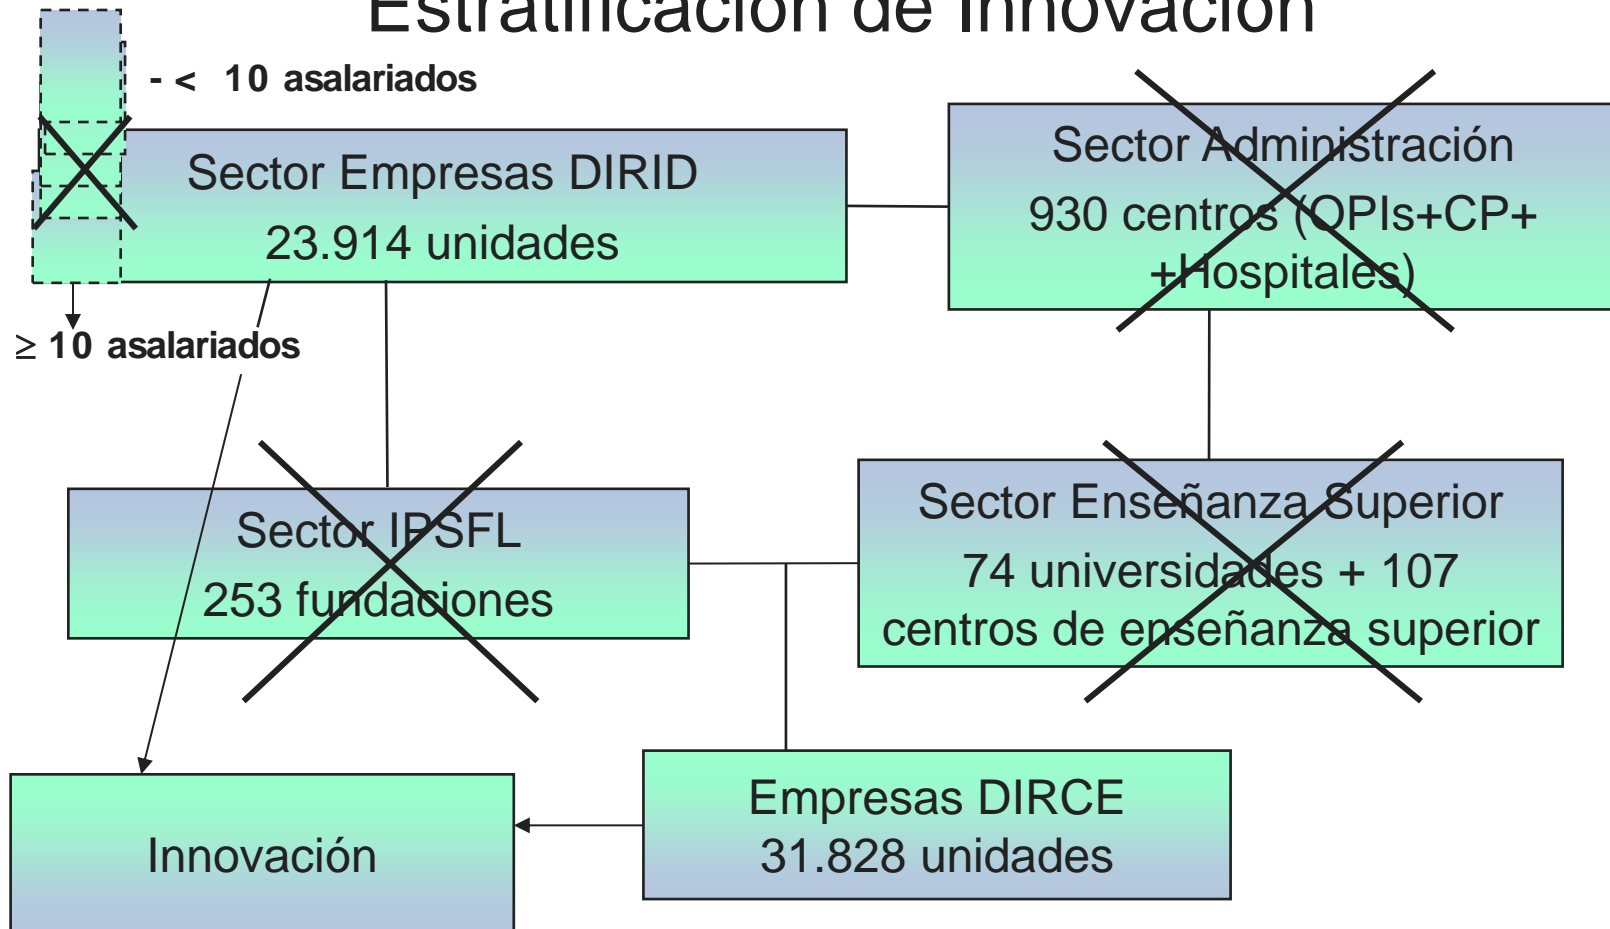 Estratificación de Innovación
- < 10 asalariados
Sector Empresas DIRID
23.914 unidades
Sector Administración
930 centros (OPIs+CP+
+Hospitales)
≥ 10 asalariados
Sector IPSFL
253 fundaciones
Sector Enseñanza Superior
74 universidades + 107
centros de enseñanza superior
Empresas DIRCE
31.828 unidades
Innovación